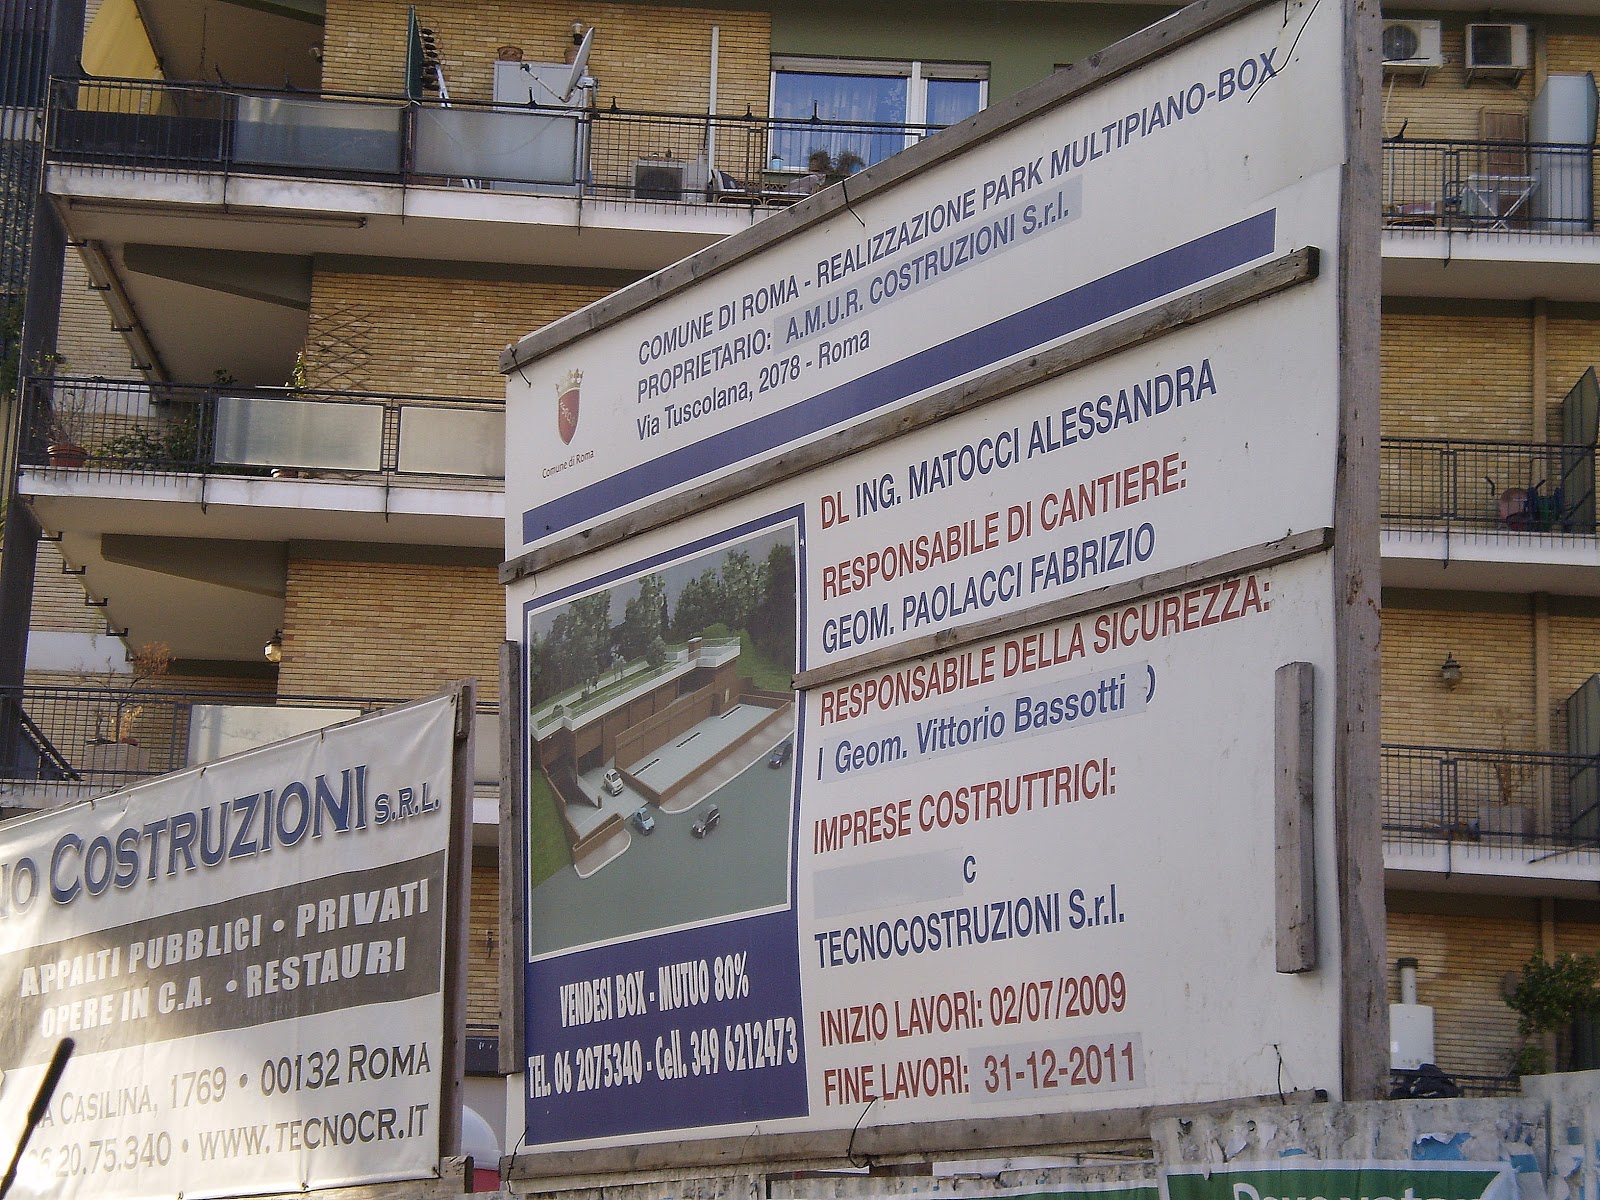 COMUNE DI ROMA - REALIZZAZIONE PARK MULTIPIANO-BOX
PROPRIETARIO: A.M.U.R. COSTRUZIONI S.r.l.
Via Tuscolana, 2078 - Roma
Comune di Roma
DL ING. MATOCCI ALESSANDRA
RESPONSABILE DI CANTIERE:
GEOM. PAOLACCI FABRIZIO
RESPONSABILE DELLA SICUREZZA:
Geom. Vittorio Bassotti
IMPRESE COSTRUTTRICI:
TECNOCOSTRUZIONI S.r.l.
INIZIO LAVORI: 02/07/2009
FINE LAVORI: 31-12-2011
VENDESI BOX - MUTUO 80%
TEL. 06 2075340 - Cell. 349 6212473
COSTRUZIONI S.R.L.
APPALTI PUBBLICI • PRIVATI
OPERE IN C.A. • RESTAURI
CASILINA, 1769 • 00132 ROMA
06 20.75.340 • WWW.TECNOCR.IT